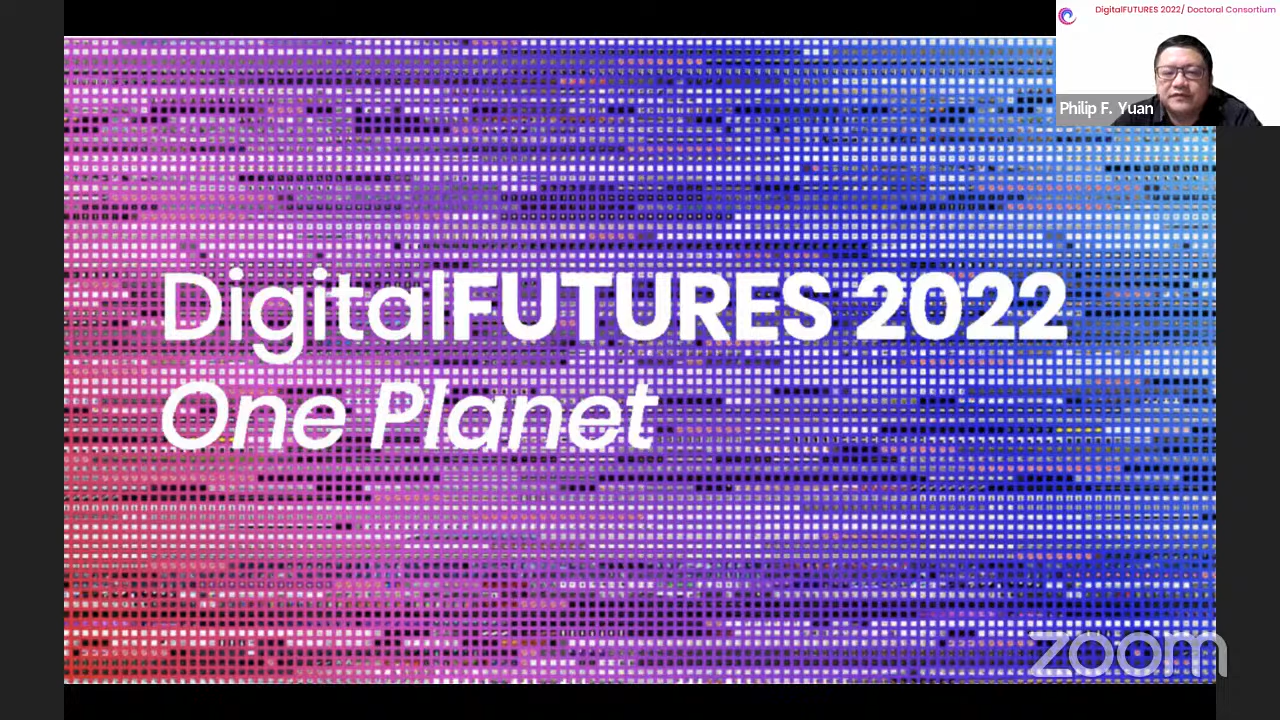 DigitalFUTURES 2022/ Doctoral Consortium
Philip F. Yuan
DigitalFUTURES 2022
One Planet
zoom